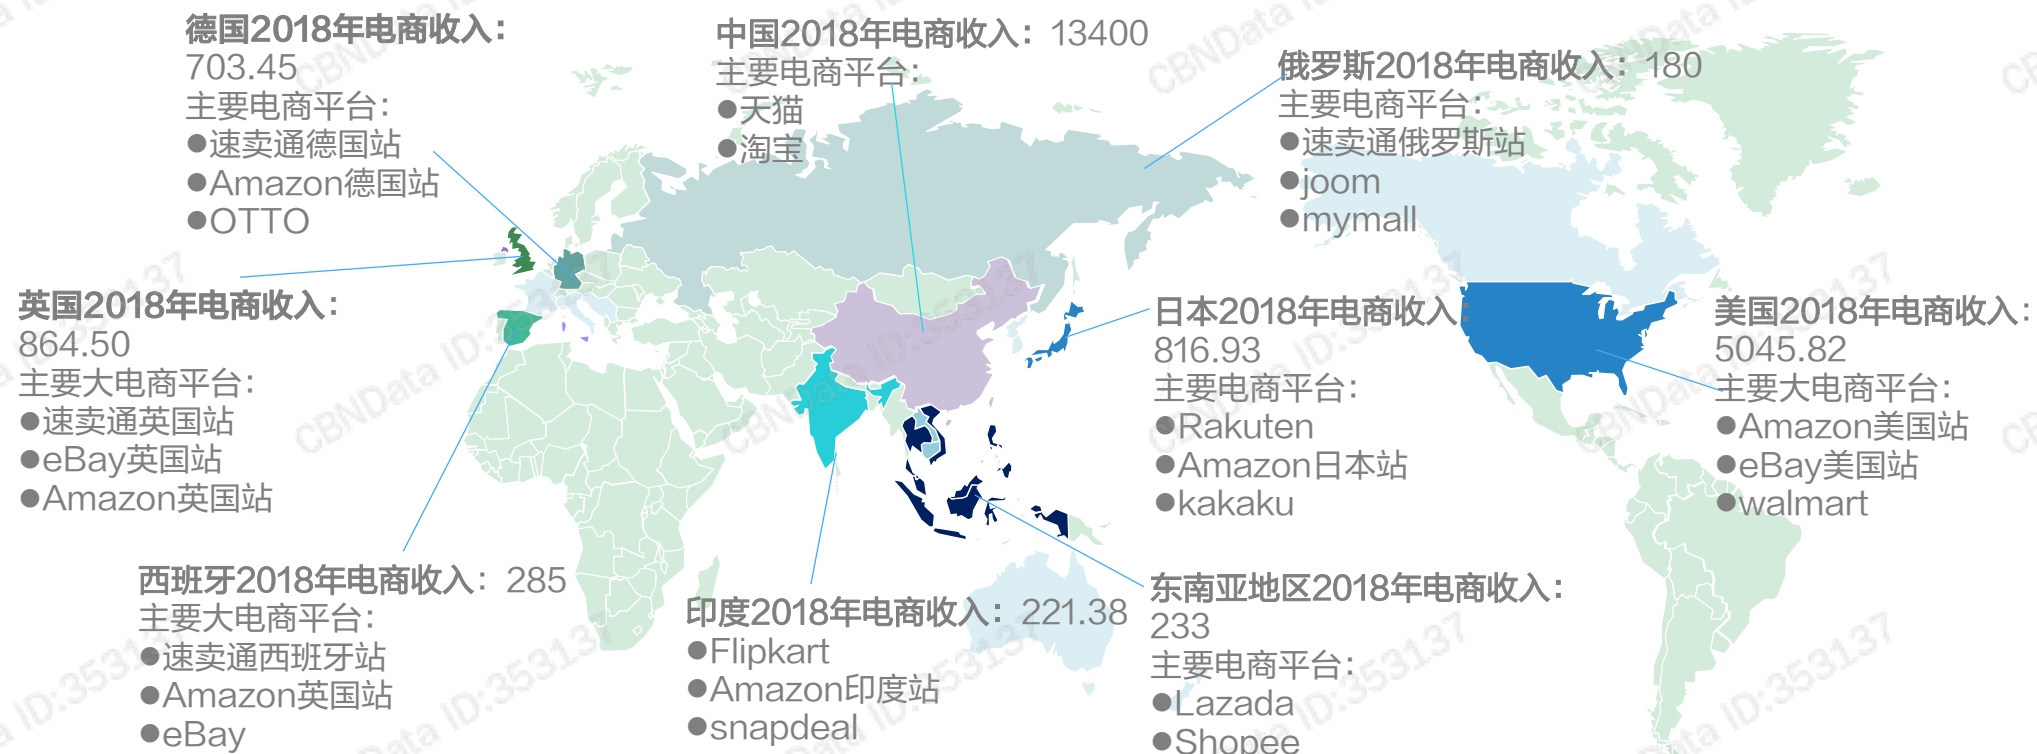 德国2018年电商收入：
703.45
主要电商平台：
●速卖通德国站
●Amazon德国站
●OTTO
中国2018年电商收入：13400
主要电商平台：
●天猫
●淘宝
俄罗斯2018年电商收入：180
主要电商平台：
●速卖通俄罗斯站
●joom
●mymall
英国2018年电商收入：
864.50
主要大电商平台：
●速卖通英国站
●eBay英国站
●Amazon英国站
日本2018年电商收入：
816.93
主要电商平台：
●Rakuten
●Amazon日本站
●kakaku
美国2018年电商收入：
5045.82
主要大电商平台：
●Amazon美国站
●eBay美国站
●walmart
西班牙2018年电商收入：285
主要大电商平台：
●速卖通西班牙站
●Amazon英国站
●eBay
印度2018年电商收入：221.38
●Flipkart
●Amazon印度站
●snapdeal
东南亚地区2018年电商收入：
233
主要电商平台：
●Lazada
●Shopee
CBNData ID:353137